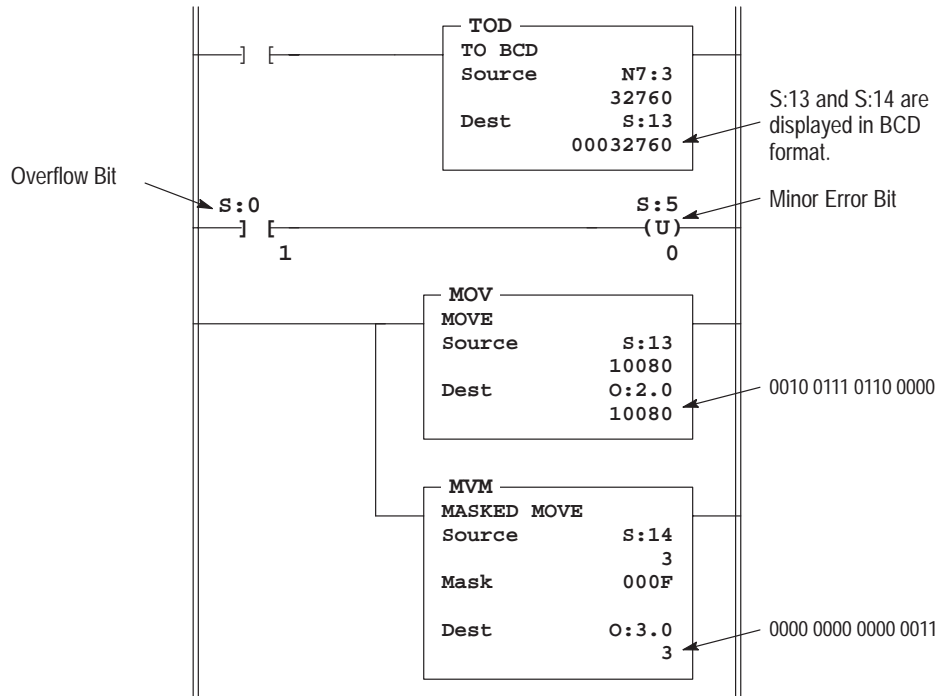 TOD
TO BCD
Source N7:3
32760
Dest S:13
00032760
S:13 and S:14 are
displayed in BCD
format.
Overflow Bit
S:0
] [
1
S:5
(U)
0
Minor Error Bit
MOV
MOVE
Source S:13
10080
Dest O:2.0
10080
0010 0111 0110 0000
MVM
MASKED MOVE
Source S:14
3
Mask 000F
Dest O:3.0
3
0000 0000 0000 0011